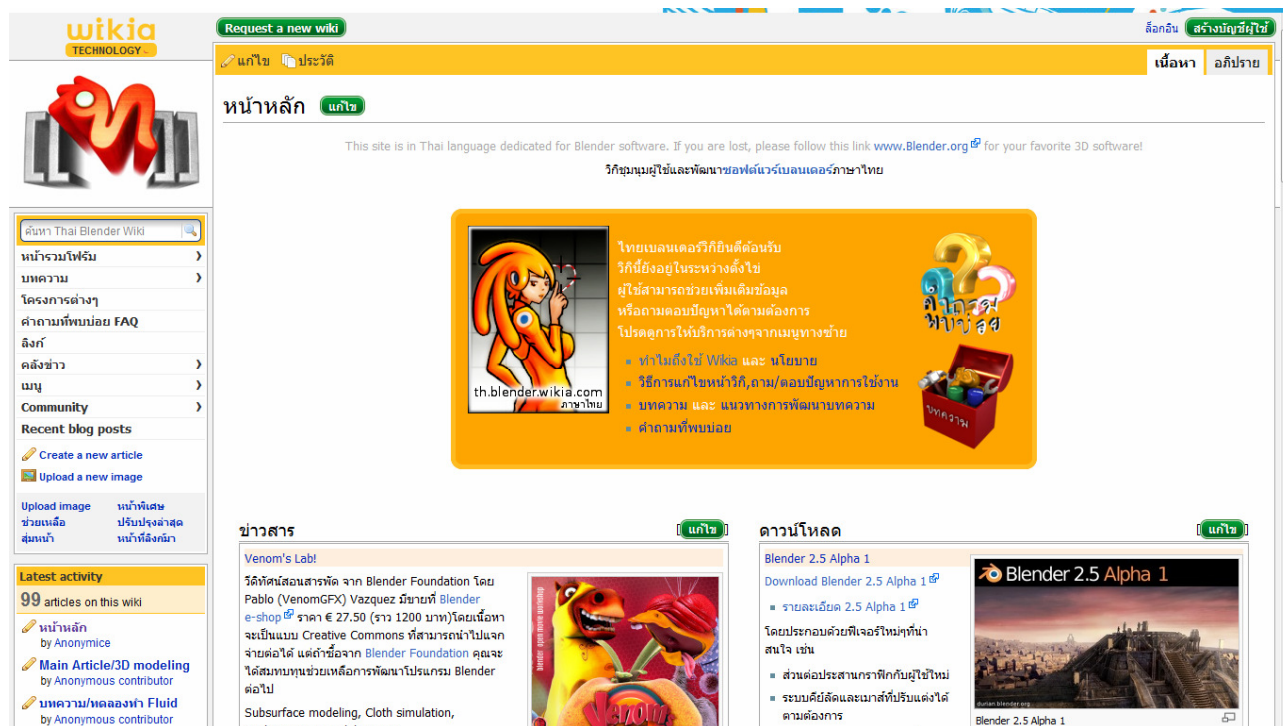 wikia
TECHNOLOGY
Request a new wiki
ล็อกอิน สร้างบัญชีผู้ใช้
แก้ไข ประวัติ
เนื้อหา อภิปราย
หน้าหลัก แก้ไข
This site is in Thai language dedicated for Blender software. If you are lost, please follow this link www.Blender.org for your favorite 3D software!
วิกิชุมนุมผู้ใช้และพัฒนาซอฟต์แวร์เบลนเดอร์ภาษาไทย
[ท]
ค้นหา Thai Blender Wiki
หน้ารวมโฟรัม
บทความ
โครงการต่างๆ
คำถามที่พบบ่อย FAQ
ลิงก์
คลังข่าว
เมนู
Community
Recent blog posts
Create a new article
Upload a new image
Upload image หน้าพิเศษ
ช่วยเหลือ ปรับปรุงล่าสุด
สุ่มหน้า หน้าที่ลิงก์มา
Latest activity
99 articles on this wiki
หน้าหลัก
by Anonymice
Main Article/3D modeling
by Anonymous contributor
บทความ/ทดลองทำ Fluid
by Anonymous contributor
th.blender.wikia.com
ภาษาไทย
ไทยเบลนเดอร์วิกิยินดีต้อนรับ
วิกินี้ยังอยู่ในระหว่างตั้งไข่
ผู้ใช้สามารถช่วยเพิ่มเติมข้อมูล
หรือถามตอบปัญหาได้ตามต้องการ
โปรดดูการให้บริการต่างๆจากเมนูทางซ้าย
ทำไมถึงใช้ Wikia และ นโยบาย
วิธีการแก้ไขหน้าวิกิ,ถาม/ตอบปัญหาการใช้งาน
บทความ และ แนวทางการพัฒนาบทความ
คำถามที่พบบ่อย
คำถาม
พบบ่อย
บทความ
ข่าวสาร [แก้ไข]
Venom's Lab!
วีดิทัศน์สอนสารพัด จาก Blender Foundation โดย
Pablo (VenomGFX) Vazquez มีขายที่ Blender
e-shop ราคา € 27.50 (ราว 1200 บาท)โดยเนื้อหา
จะเป็นแบบ Creative Commons ที่สามารถนำไปแจก
จ่ายต่อได้ แต่ถ้าซื้อจาก Blender Foundation คุณจะ
ได้สมทบทุนช่วยเหลือการพัฒนาโปรแกรม Blender
ต่อไป
Subsurface modeling, Cloth simulation,
blender open movie workshop
Venom
ดาวน์โหลด [แก้ไข]
Blender 2.5 Alpha 1
Download Blender 2.5 Alpha 1
รายละเอียด 2.5 Alpha 1
โดยประกอบด้วยฟีเจอร์ใหม่ๆที่น่า
สนใจ เช่น
ส่วนต่อประสานกราฟิกกับผู้ใช้ใหม่
ระบบคีย์ลัดและเมาส์ที่ปรับแต่งได้
ตามต้องการ
Blender 2.5 Alpha 1
durian.blender.org
Blender 2.5 Alpha 1